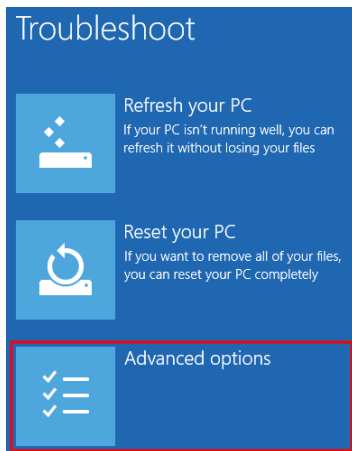 Troubleshoot
Refresh your PC
If your PC isn't running well, you can
refresh it without losing your files
Reset your PC
If you want to remove all of your files,
you can reset your PC completely
Advanced options